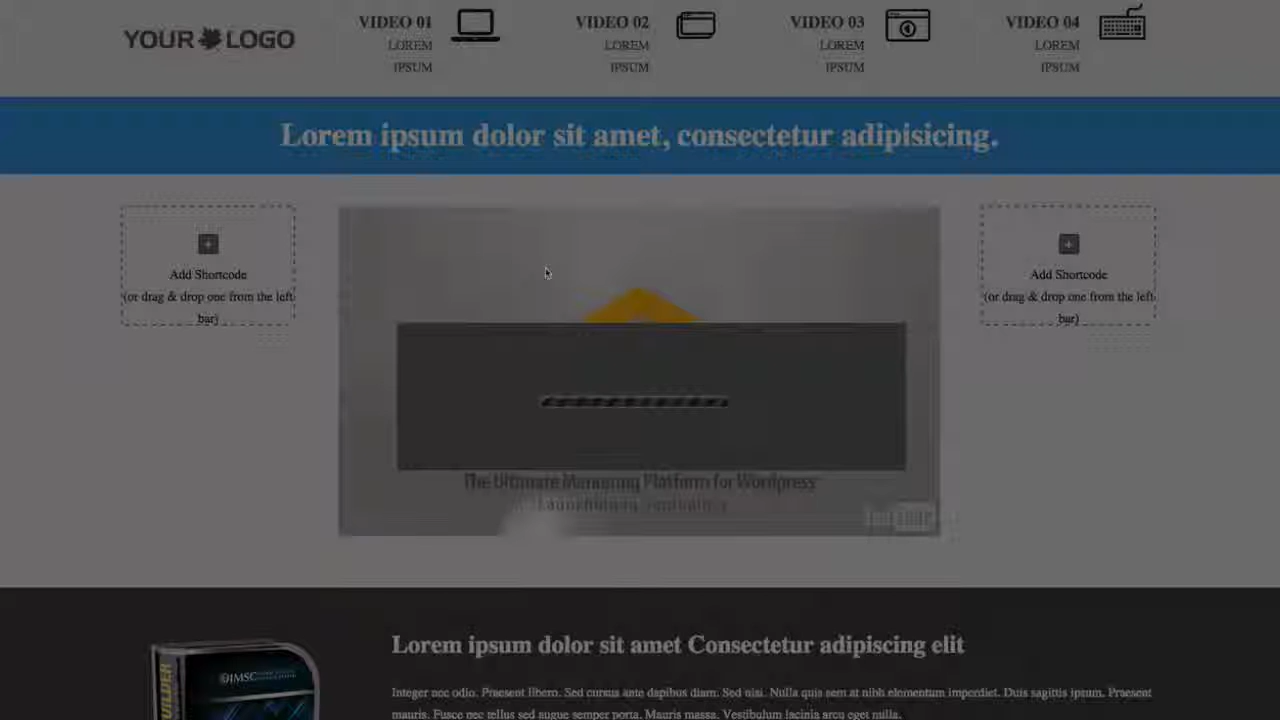 YOUR LOGO
VIDEO 01
LOREM
IPSUM
VIDEO 02
LOREM
IPSUM
VIDEO 03
LOREM
IPSUM
VIDEO 04
LOREM
IPSUM
Lorem ipsum dolor sit amet, consectetur adipisicing.
Add Shortcode
(or drag & drop one from the left
bar)
Add Shortcode
(or drag & drop one from the left
bar)
The Ultimate Platform for Wordpress
Lorem ipsum dolor sit amet Consectetur adipiscing elit
Integer nec odio. Praesent libero. Sed cursus ante dapibus diam. Sed nisi. Nulla quis sem at nibh elementum imperdiet. Duis sagittis ipsum. Praesent
mauris. Fusce nec tellus sed augue semper porta. Mauris massa. Vestibulum lacinia arcu eget nulla.
IMSC
UILDER